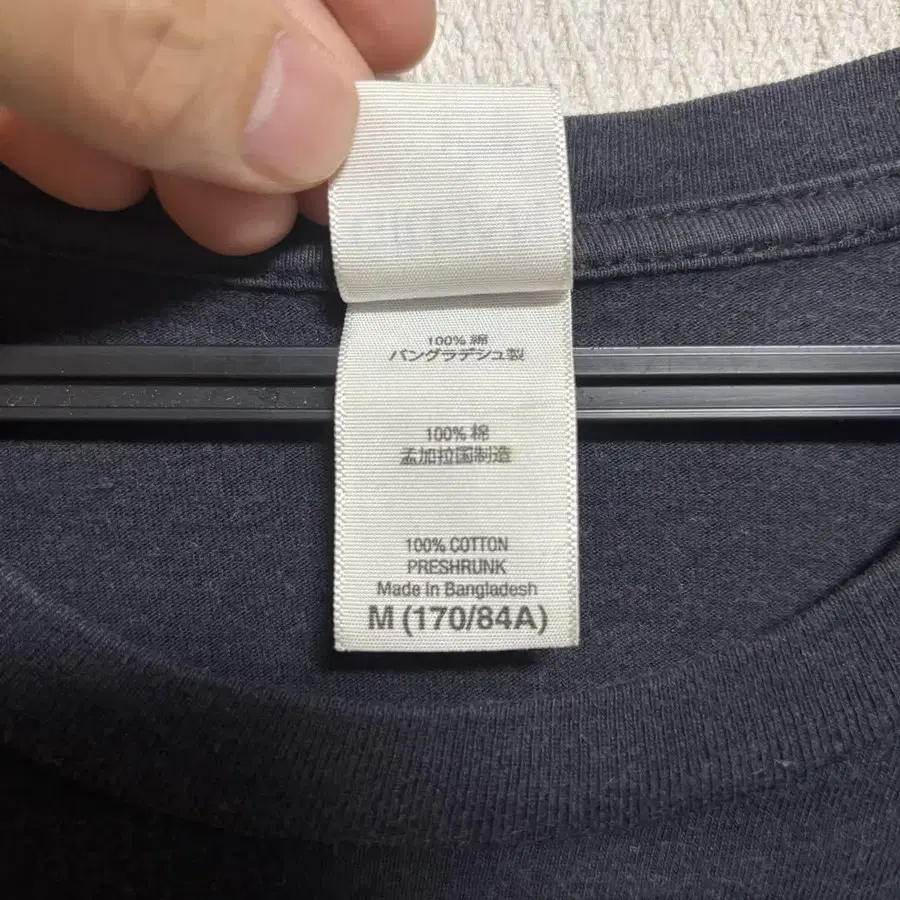 100% 綿
バングラデシュ製
100% 棉
孟加拉国制造
100% COTTON
PRESHRUNK
Made In Bangladesh
M (170/84A)